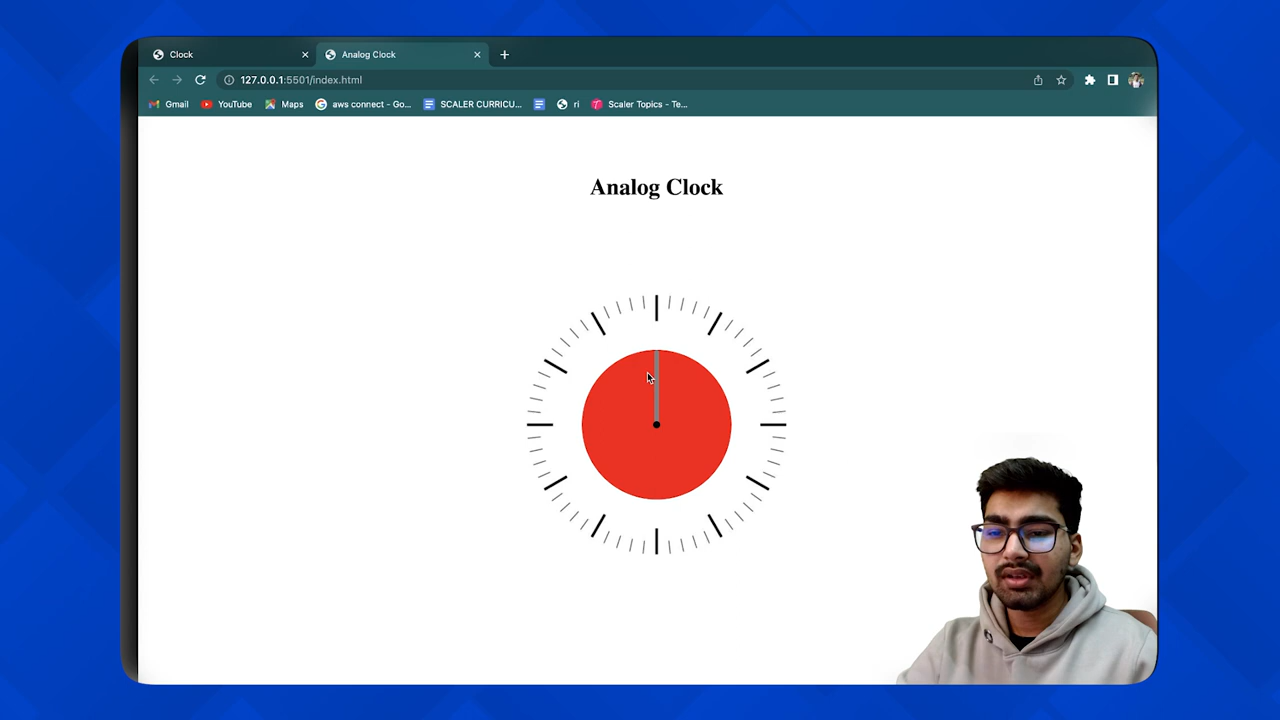 Clock
Analog Clock
127.0.0.1:5501/index.html
Gmail
YouTube
Maps
aws connect - Go...
SCALER CURRICU...
ri
Scaler Topics - Te...
Analog Clock